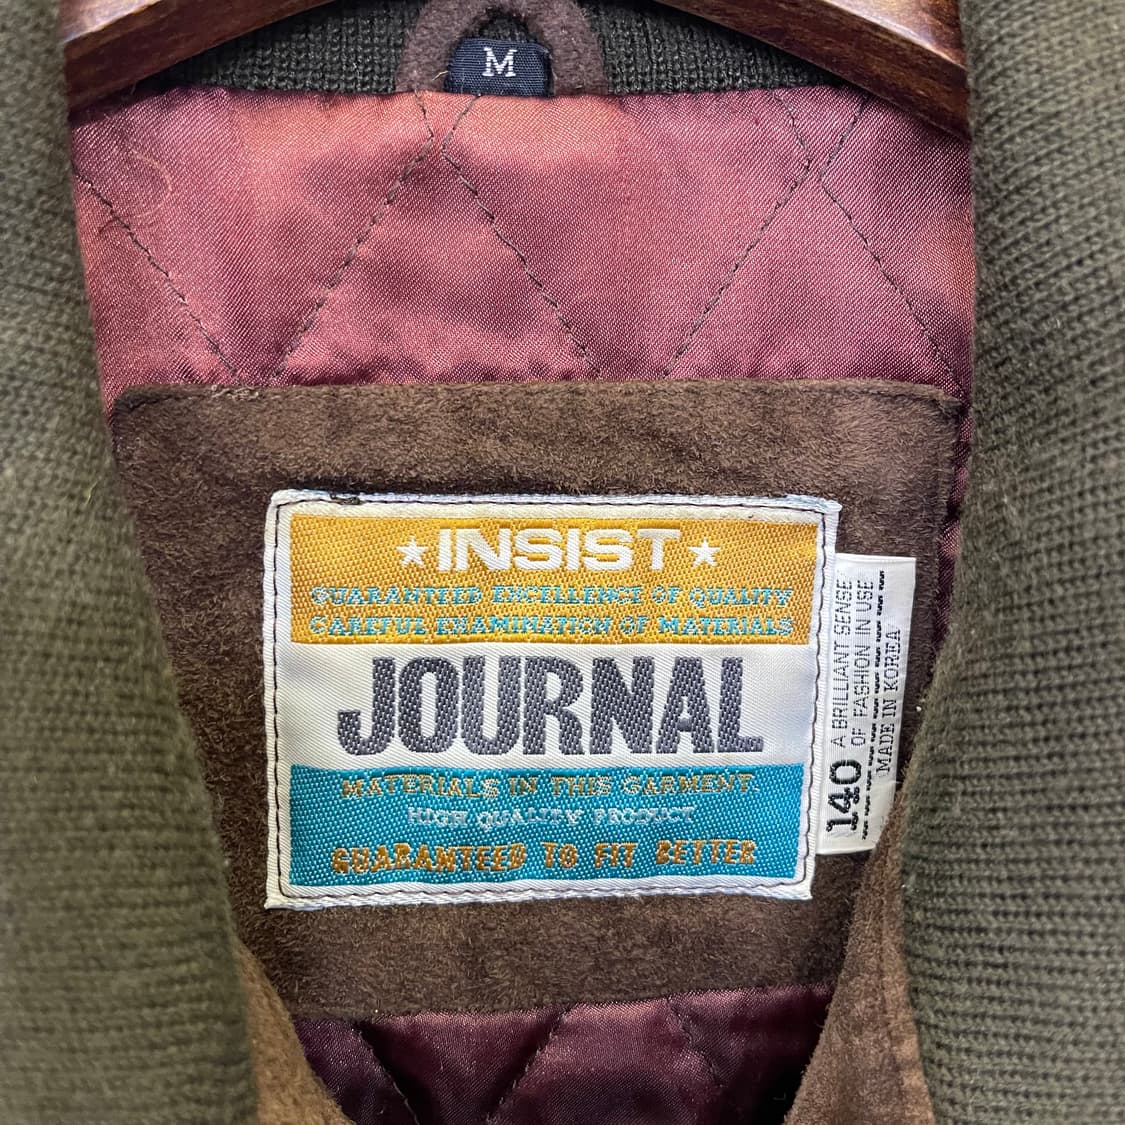 M
★INSIST★
GUARANTEED EXCELLENCE OF QUALITY
CAREFUL EXAMINATION OF MATERIALS
JOURNAL
MATERIALS IN THIS GARMENT.
HIGH QUALITY PRODUCT
GUARANTEED TO FIT BETTER
140 A BRILLIANT SENSE
OF FASHION IN USE
MADE IN KOREA